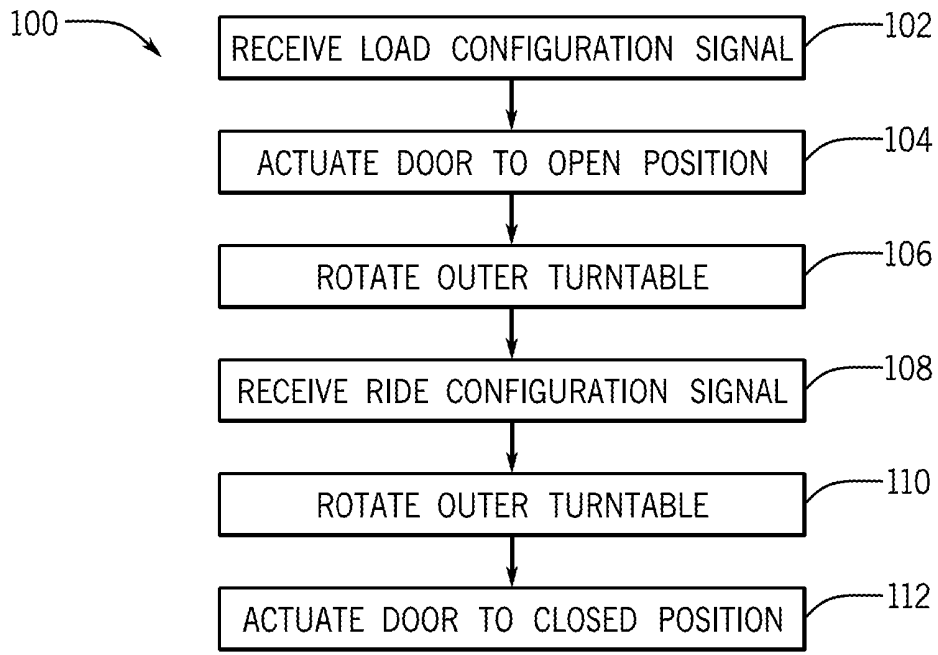 100
RECEIVE LOAD CONFIGURATION SIGNAL
102
ACTUATE DOOR TO OPEN POSITION
104
ROTATE OUTER TURNTABLE
106
RECEIVE RIDE CONFIGURATION SIGNAL
108
ROTATE OUTER TURNTABLE
110
ACTUATE DOOR TO CLOSED POSITION
112